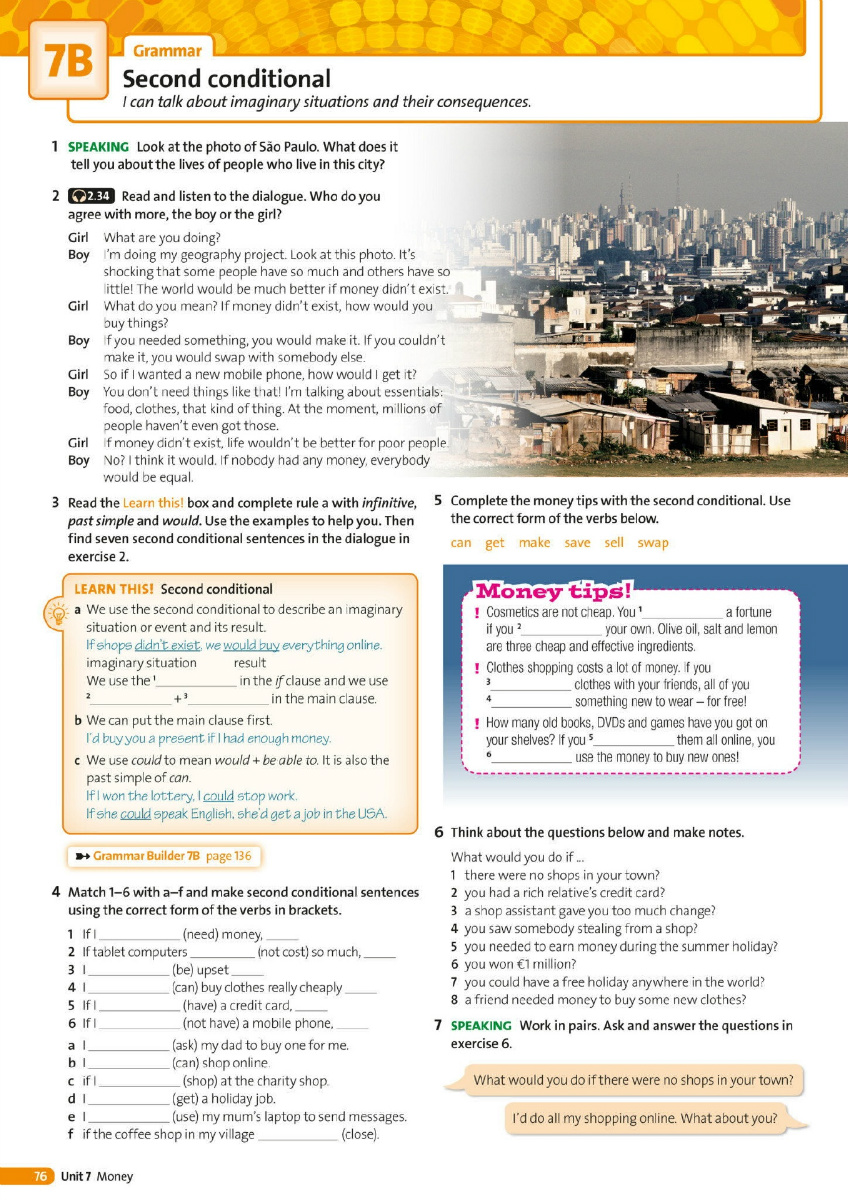 7B
Grammar
Second conditional
I can talk about imaginary situations and their consequences.
1 SPEAKING Look at the photo of São Paulo. What does it
tell you about the lives of people who live in this city?
2 2.34 Read and listen to the dialogue. Who do you
agree with more, the boy or the girl?
Girl What are you doing?
Boy I'm doing my geography project. Look at this photo. It's
shocking that some people have so much and others have so
little! The world would be much better if money didn't exist.
Girl What do you mean? If money didn't exist, how would you
buy things?
Boy If you needed something, you would make it. If you couldn't
make it, you would swap with somebody else.
Girl So if I wanted a new mobile phone, how would I get it?
Boy You don't need things like that! I'm talking about essentials:
food, clothes, that kind of thing. At the moment, millions of
people haven't even got those.
Girl If money didn't exist, life wouldn't be better for poor people.
Boy No? I think it would. If nobody had any money, everybody
would be equal.
3 Read the Learn this! box and complete rule a with infinitive,
past simple and would. Use the examples to help you. Then
find seven second conditional sentences in the dialogue in
exercise 2.
LEARN THIS! Second conditional
a We use the second conditional to describe an imaginary
situation or event and its result.
If shops didn't exist, we would buy everything online.
imaginary situation result
We use the 1____________ in the if clause and we use
2____________ + 3____________ in the main clause.
b We can put the main clause first.
I'd buy you a present if I had enough money.
c We use could to mean would + be able to. It is also the
past simple of can.
If I won the lottery, I could stop work.
If she could speak English, she'd get a job in the USA.
Grammar Builder 7B page 136
4 Match 1–6 with a–f and make second conditional sentences
using the correct form of the verbs in brackets.
1 If I ____________ (need) money, _____
2 If tablet computers __________ (not cost) so much, _____
3 I ____________ (be) upset _____
4 I ____________ (can) buy clothes really cheaply _____
5 If I ____________ (have) a credit card, _____
6 If I ____________ (not have) a mobile phone, _____
a I ____________ (ask) my dad to buy one for me.
b I ____________ (can) shop online.
c if I ____________ (shop) at the charity shop.
d I ____________ (get) a holiday job.
e I ____________ (use) my mum's laptop to send messages.
f if the coffee shop in my village ____________ (close).
5 Complete the money tips with the second conditional. Use
the correct form of the verbs below.
can get make save sell swap
Money tips!
! Cosmetics are not cheap. You 1____________ a fortune
if you 2____________ your own. Olive oil, salt and lemon
are three cheap and effective ingredients.
! Clothes shopping costs a lot of money. If you
3____________ clothes with your friends, all of you
4____________ something new to wear – for free!
! How many old books, DVDs and games have you got on
your shelves? If you 5____________ them all online, you
6____________ use the money to buy new ones!
6 Think about the questions below and make notes.
What would you do if ...
1 there were no shops in your town?
2 you had a rich relative's credit card?
3 a shop assistant gave you too much change?
4 you saw somebody stealing from a shop?
5 you needed to earn money during the summer holiday?
6 you won €1 million?
7 you could have a free holiday anywhere in the world?
8 a friend needed money to buy some new clothes?
7 SPEAKING Work in pairs. Ask and answer the questions in
exercise 6.
What would you do if there were no shops in your town?
I'd do all my shopping online. What about you?
76 Unit 7 Money